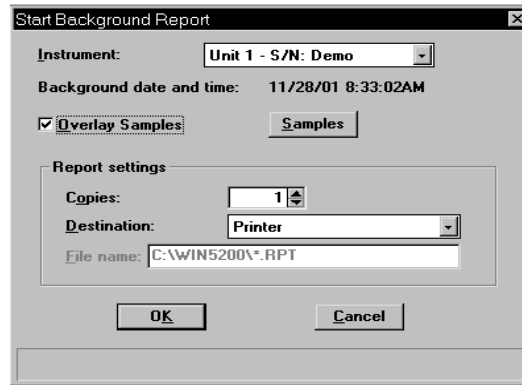 Start Background Report
Instrument: Unit 1 - S/N: Demo
Background date and time: 11/28/01 8:33:02AM
Overlay Samples Samples
Report settings
Copies: 1
Destination: Printer
File name: C:\WIN5200\*.RPT
OK Cancel